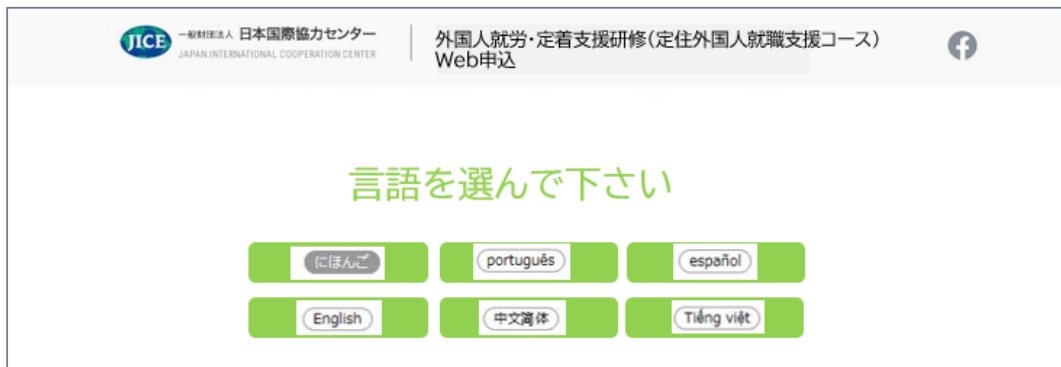 JICE 一般財団法人 日本国際協力センター
JAPAN INTERNATIONAL COOPERATION CENTER
外国人就労・定着支援研修(定住外国人就職支援コース)
Web申込
言語を選んで下さい
にほんご português español
English 中文简体 Tiếng việt